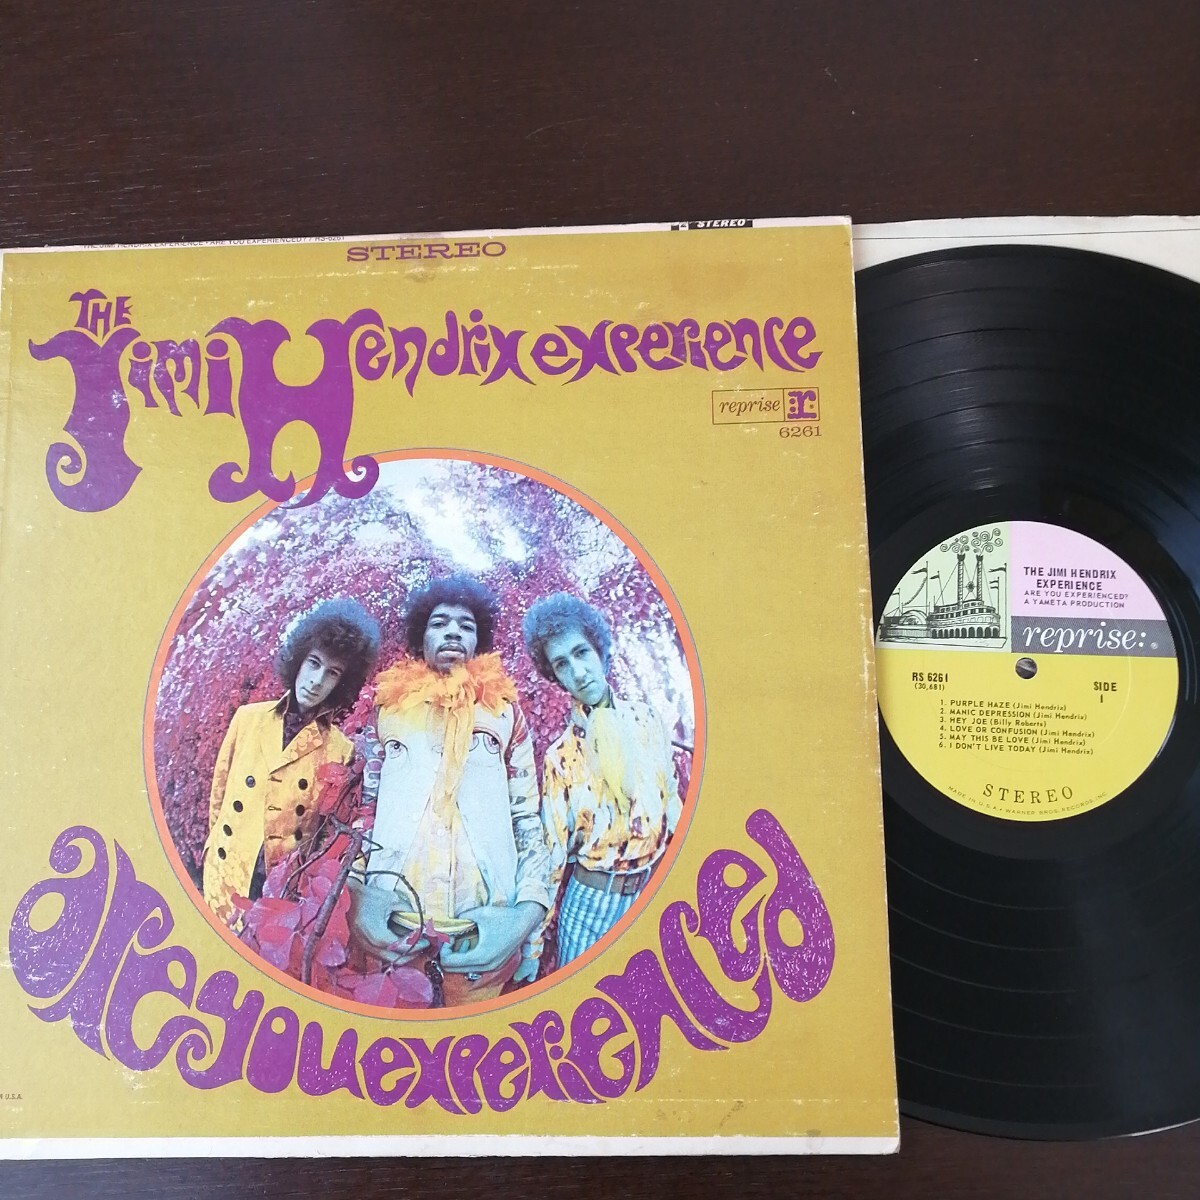 THE JIMI HENDRIX EXPERIENCE • ARE YOU EXPERIENCED? / RS-6261
STEREO
STEREO
THE
Jimi Hendrix experience
reprise r:
6261
are you experienced
U.S.A.
THE JIMI HENDRIX
EXPERIENCE
ARE YOU EXPERIENCED?
A YAMETA PRODUCTION
reprise: ®
RS 6261
(30,681)
SIDE
1
1. PURPLE HAZE (Jimi Hendrix)
2. MANIC DEPRESSION (Jimi Hendrix)
3. HEY JOE (Billy Roberts)
4. LOVE OR CONFUSION (Jimi Hendrix)
5. MAY THIS BE LOVE (Jimi Hendrix)
6. I DON'T LIVE TODAY (Jimi Hendrix)
STEREO
MADE IN U.S.A. • WARNER BROS. RECORDS INC.